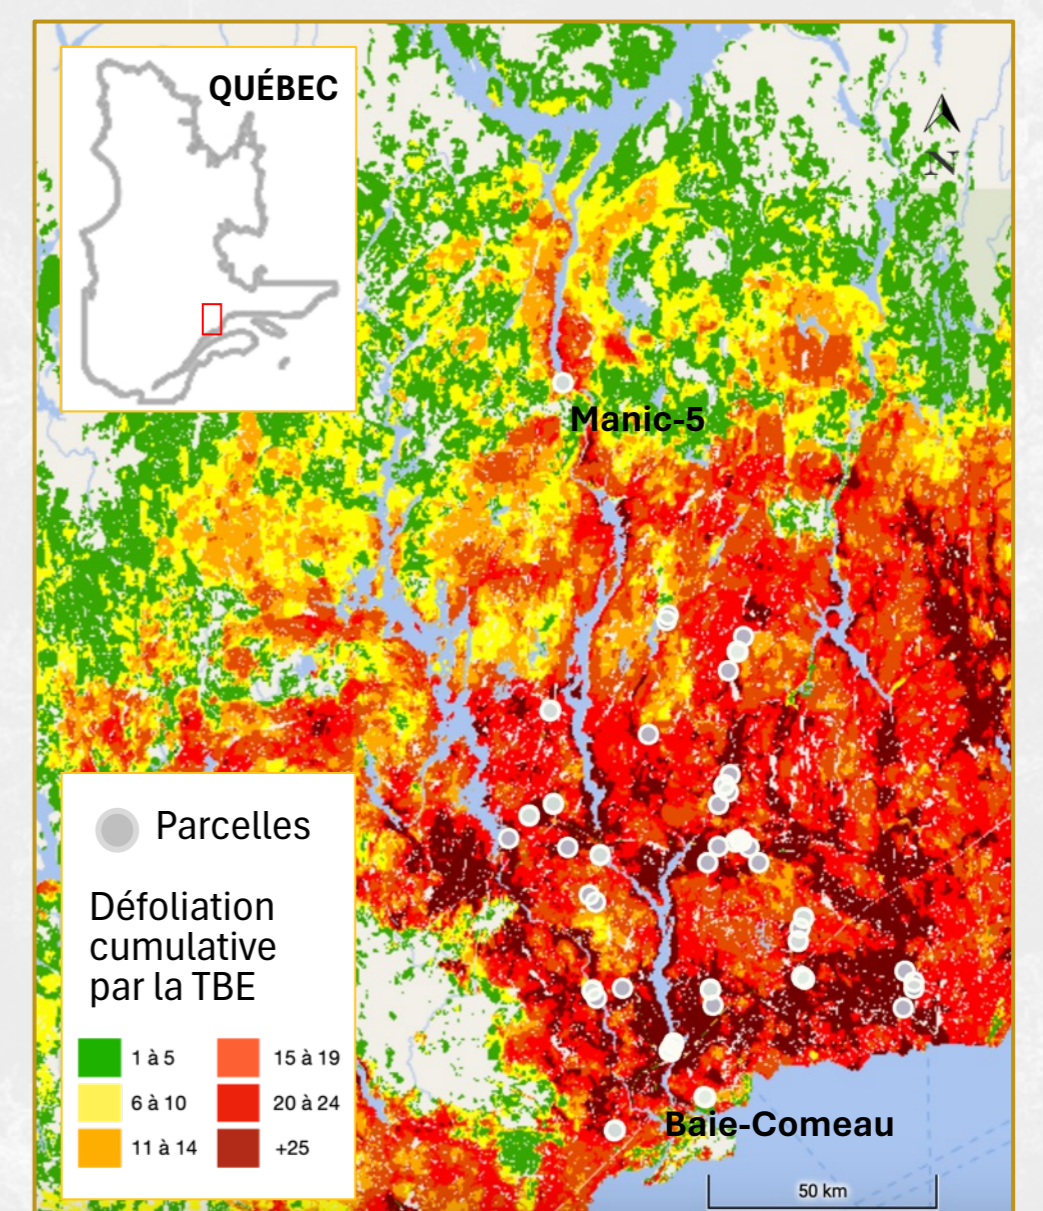 QUÉBEC
N
Manic-5
Parcelles
Défoliation
cumulative
par la TBE
1 à 5
15 à 19
6 à 10
20 à 24
11 à 14
+25
Baie-Comeau
50 km